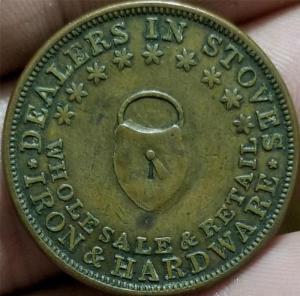 DEALERS IN STOVES
WHOLESALE & RETAIL
IRON & HARDWARE